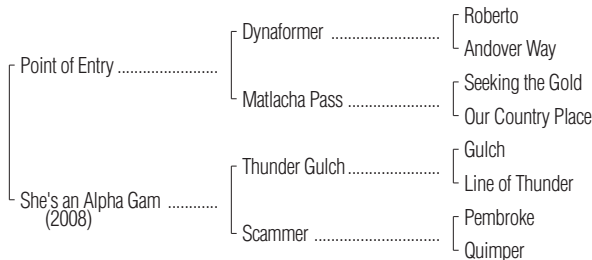 Roberto
Dynaformer ......................
Andover Way
Point of Entry ....................
Seeking the Gold
Matlacha Pass ...................
Our Country Place
Gulch
Thunder Gulch ...................
Line of Thunder
She's an Alpha Gam ..........
(2008)
Pembroke
Scammer .........................
Quimper